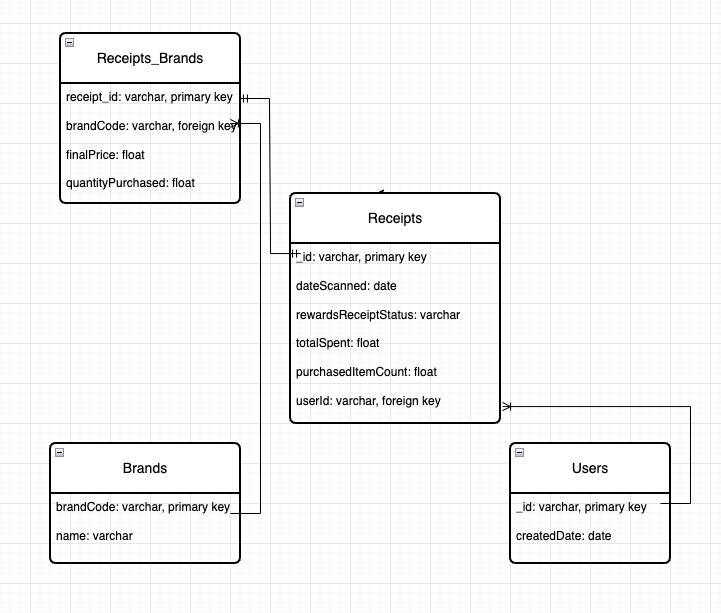 Receipts_Brands
receipt_id: varchar, primary key
brandCode: varchar, foreign key
finalPrice: float
quantityPurchased: float
Receipts
_id: varchar, primary key
dateScanned: date
rewardsReceiptStatus: varchar
totalSpent: float
purchasedItemCount: float
userId: varchar, foreign key
Brands
brandCode: varchar, primary key
name: varchar
Users
_id: varchar, primary key
createdDate: date